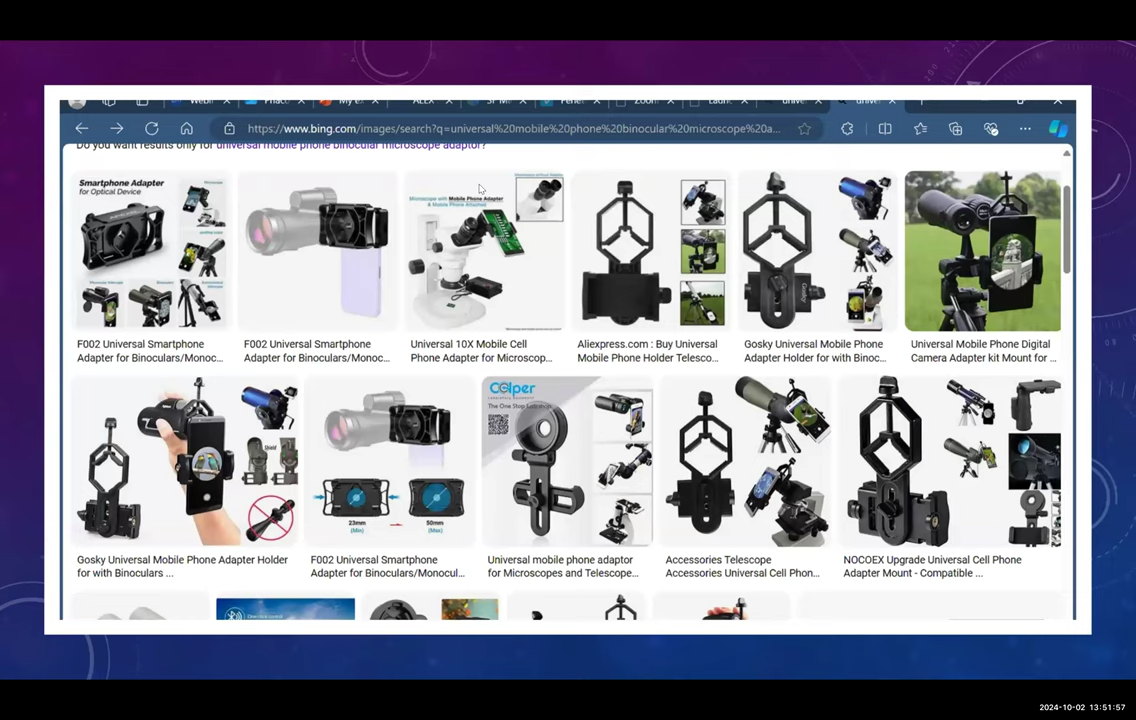 https://www.bing.com/images/search?q=universal%20mobile%20phone%20binocular%20microscope%20a...
Do you want results only for universal mobile phone binocular microscope adaptor?
Smartphone Adapter
for Optical Device
Microscope with Mobile Phone Adapter
& Mobile Phone Attached
F002 Universal Smartphone
Adapter for Binoculars/Monoc...
F002 Universal Smartphone
Adapter for Binoculars/Monoc...
Universal 10X Mobile Cell
Phone Adapter for Microscop...
Aliexpress.com : Buy Universal
Mobile Phone Holder Telesco...
Gosky Universal Mobile Phone
Adapter Holder for with Binoc...
Universal Mobile Phone Digital
Camera Adapter kit Mount for ...
23mm
(Min)
50mm
(Max)
The One Stop
Gosky Universal Mobile Phone Adapter Holder
for with Binoculars ...
F002 Universal Smartphone
Adapter for Binoculars/Monocul...
Universal mobile phone adaptor
for Microscopes and Telescope...
Accessories Telescope
Accessories Universal Cell Phon...
NOCOEX Upgrade Universal Cell Phone
Adapter Mount - Compatible ...
2024-10-02 13:51:57